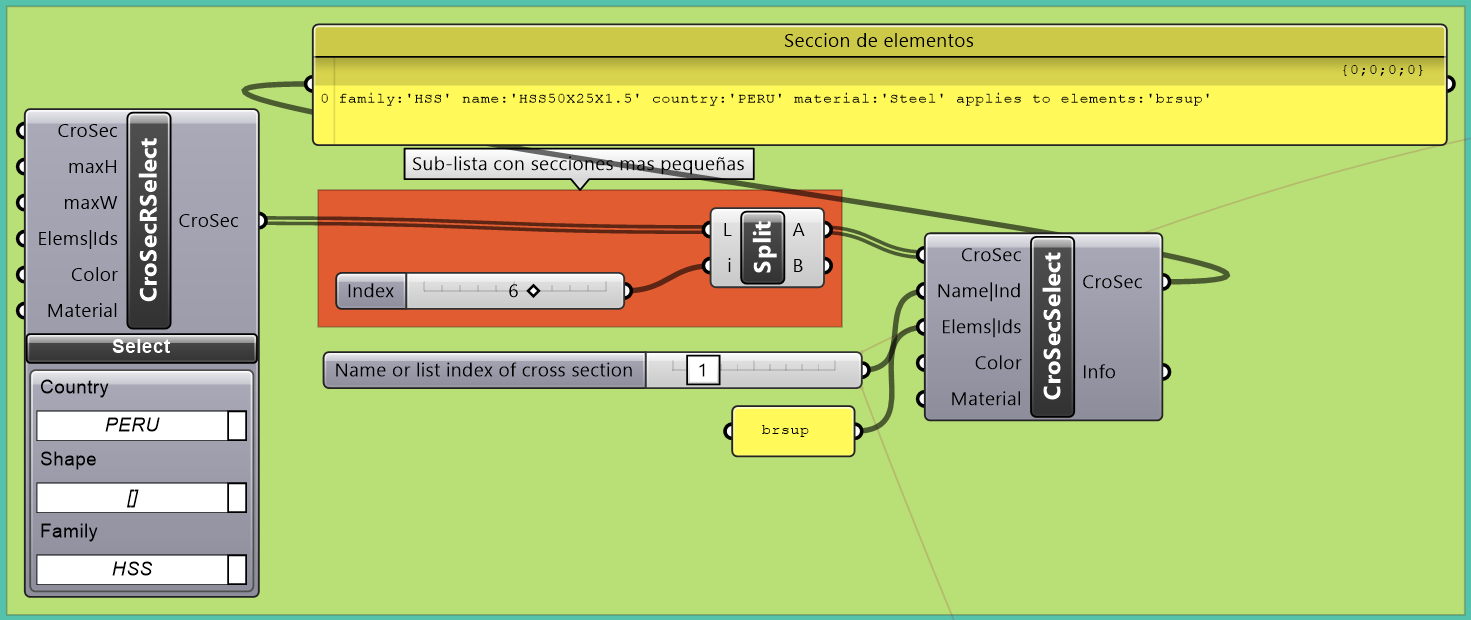 Seccion de elementos
{0;0;0;0}
0 family:'HSS' name:'HSS50X25X1.5' country:'PERU' material:'Steel' applies to elements:'brsup'
Sub-lista con secciones mas pequeñas
CroSec
maxH
maxW
Elems|Ids
Color
Material
CroSecRSelect
CroSec
Select
Country
PERU
Shape
[]
Family
HSS
L
i
Split
A
B
Index
6
Name or list index of cross section
1
brsup
CroSec
Name|Ind
Elems|Ids
Color
Material
CroSecSelect
CroSec
Info